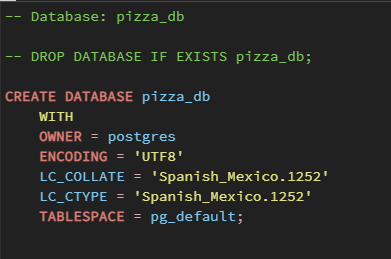 -- Database: pizza_db
-- DROP DATABASE IF EXISTS pizza_db;
CREATE DATABASE pizza_db
WITH
OWNER = postgres
ENCODING = 'UTF8'
LC_COLLATE = 'Spanish_Mexico.1252'
LC_CTYPE = 'Spanish_Mexico.1252'
TABLESPACE = pg_default;